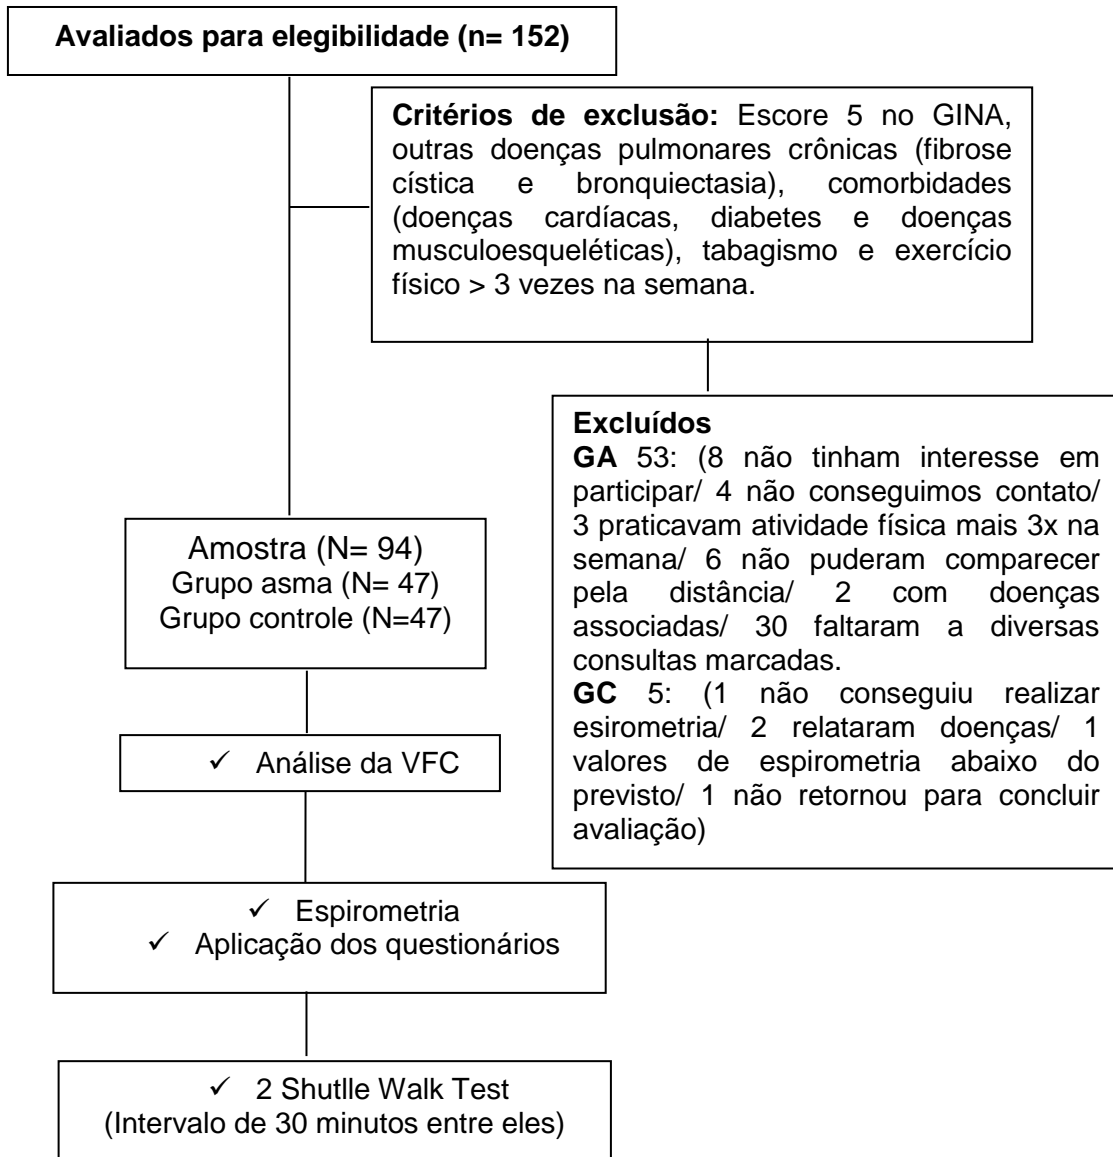 Avaliados para elegibilidade (n= 152)
Critérios de exclusão: Escore 5 no GINA,
outras doenças pulmonares crônicas (fibrose
cística e bronquiectasia), comorbidades
(doenças cardíacas, diabetes e doenças
musculoesqueléticas), tabagismo e exercício
físico > 3 vezes na semana.
Excluídos
GA 53: (8 não tinham interesse em
participar/ 4 não conseguimos contato/
3 praticavam atividade física mais 3x na
semana/ 6 não puderam comparecer
pela distância/ 2 com doenças
associadas/ 30 faltaram a diversas
consultas marcadas.
GC 5: (1 não conseguiu realizar
esirometria/ 2 relataram doenças/ 1
valores de espirometria abaixo do
previsto/ 1 não retornou para concluir
avaliação)
Amostra (N= 94)
Grupo asma (N= 47)
Grupo controle (N=47)
✓ Análise da VFC
✓ Espirometria
✓ Aplicação dos questionários
✓ 2 Shutlle Walk Test
(Intervalo de 30 minutos entre eles)